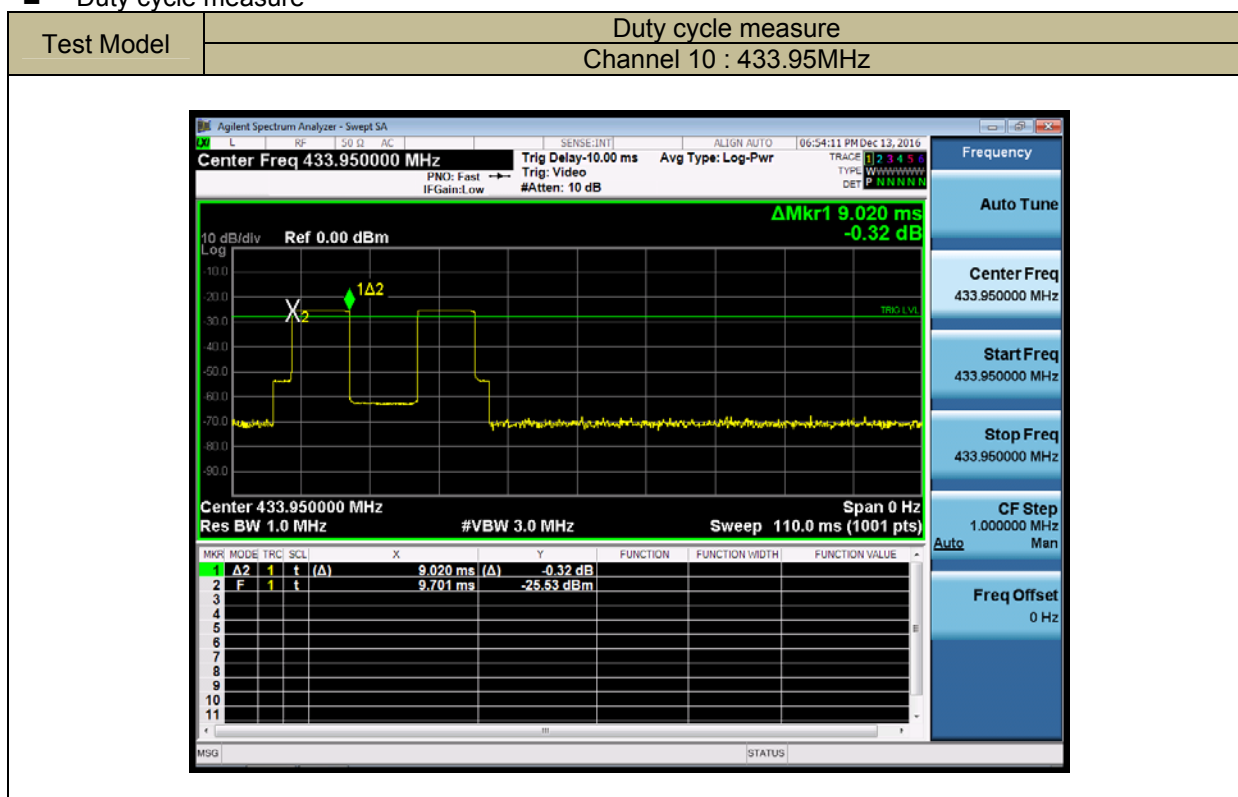 Duty cycle measure
Test Model
Duty cycle measure
Channel 10 : 433.95MHz
Agilent Spectrum Analyzer - Swept SA
LXI L RF 50 Ω AC SENSE:INT ALIGN AUTO 06:54:11 PM Dec 13, 2016
Center Freq 433.950000 MHz
PNO: Fast
IFGain:Low
Trig Delay-10.00 ms
Trig: Video
#Atten: 10 dB
Avg Type: Log-Pwr
TRACE 1 2 3 4 5 6
TYPE WWWWWW
DET P N N N N N
ΔMkr1 9.020 ms
-0.32 dB
10 dB/div Ref 0.00 dBm
Log
-10.0
-20.0
-30.0
-40.0
-50.0
-60.0
-70.0
-80.0
-90.0
X2
1Δ2
TRIG LVL
Center 433.950000 MHz Span 0 Hz
Res BW 1.0 MHz #VBW 3.0 MHz Sweep 110.0 ms (1001 pts)
MKR MODE TRC SCL X Y FUNCTION FUNCTION WIDTH FUNCTION VALUE
1 Δ2 1 t (Δ) 9.020 ms (Δ) -0.32 dB
2 F 1 t 9.701 ms -25.53 dBm
3
4
5
6
7
8
9
10
11
MSG STATUS
Frequency
Auto Tune
Center Freq
433.950000 MHz
Start Freq
433.950000 MHz
Stop Freq
433.950000 MHz
CF Step
1.000000 MHz
Auto Man
Freq Offset
0 Hz